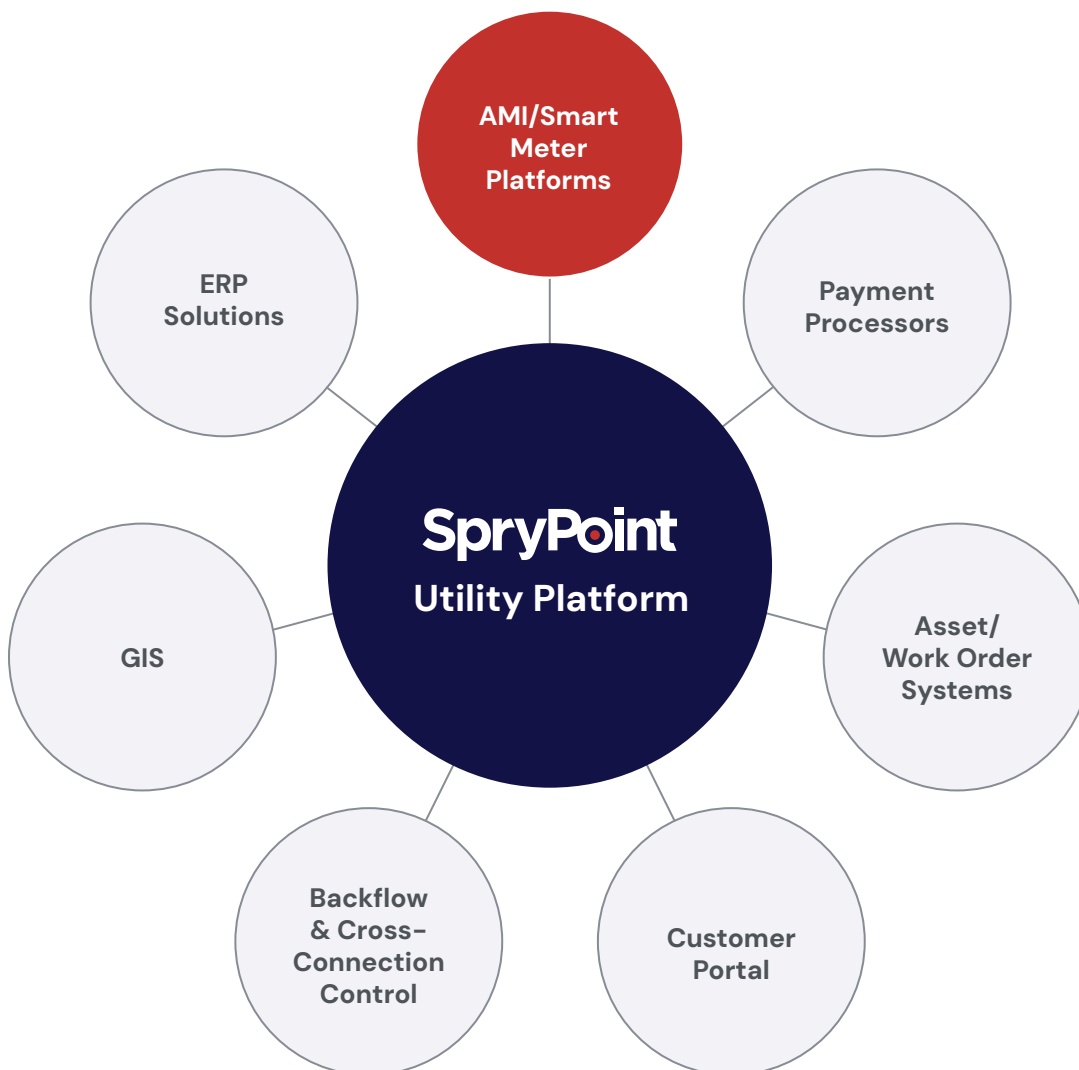 AMI/Smart
Meter
Platforms
ERP
Solutions
Payment
Processors
SpryPoint
Utility Platform
GIS
Asset/
Work Order
Systems
Backflow
& Cross-
Connection
Control
Customer
Portal